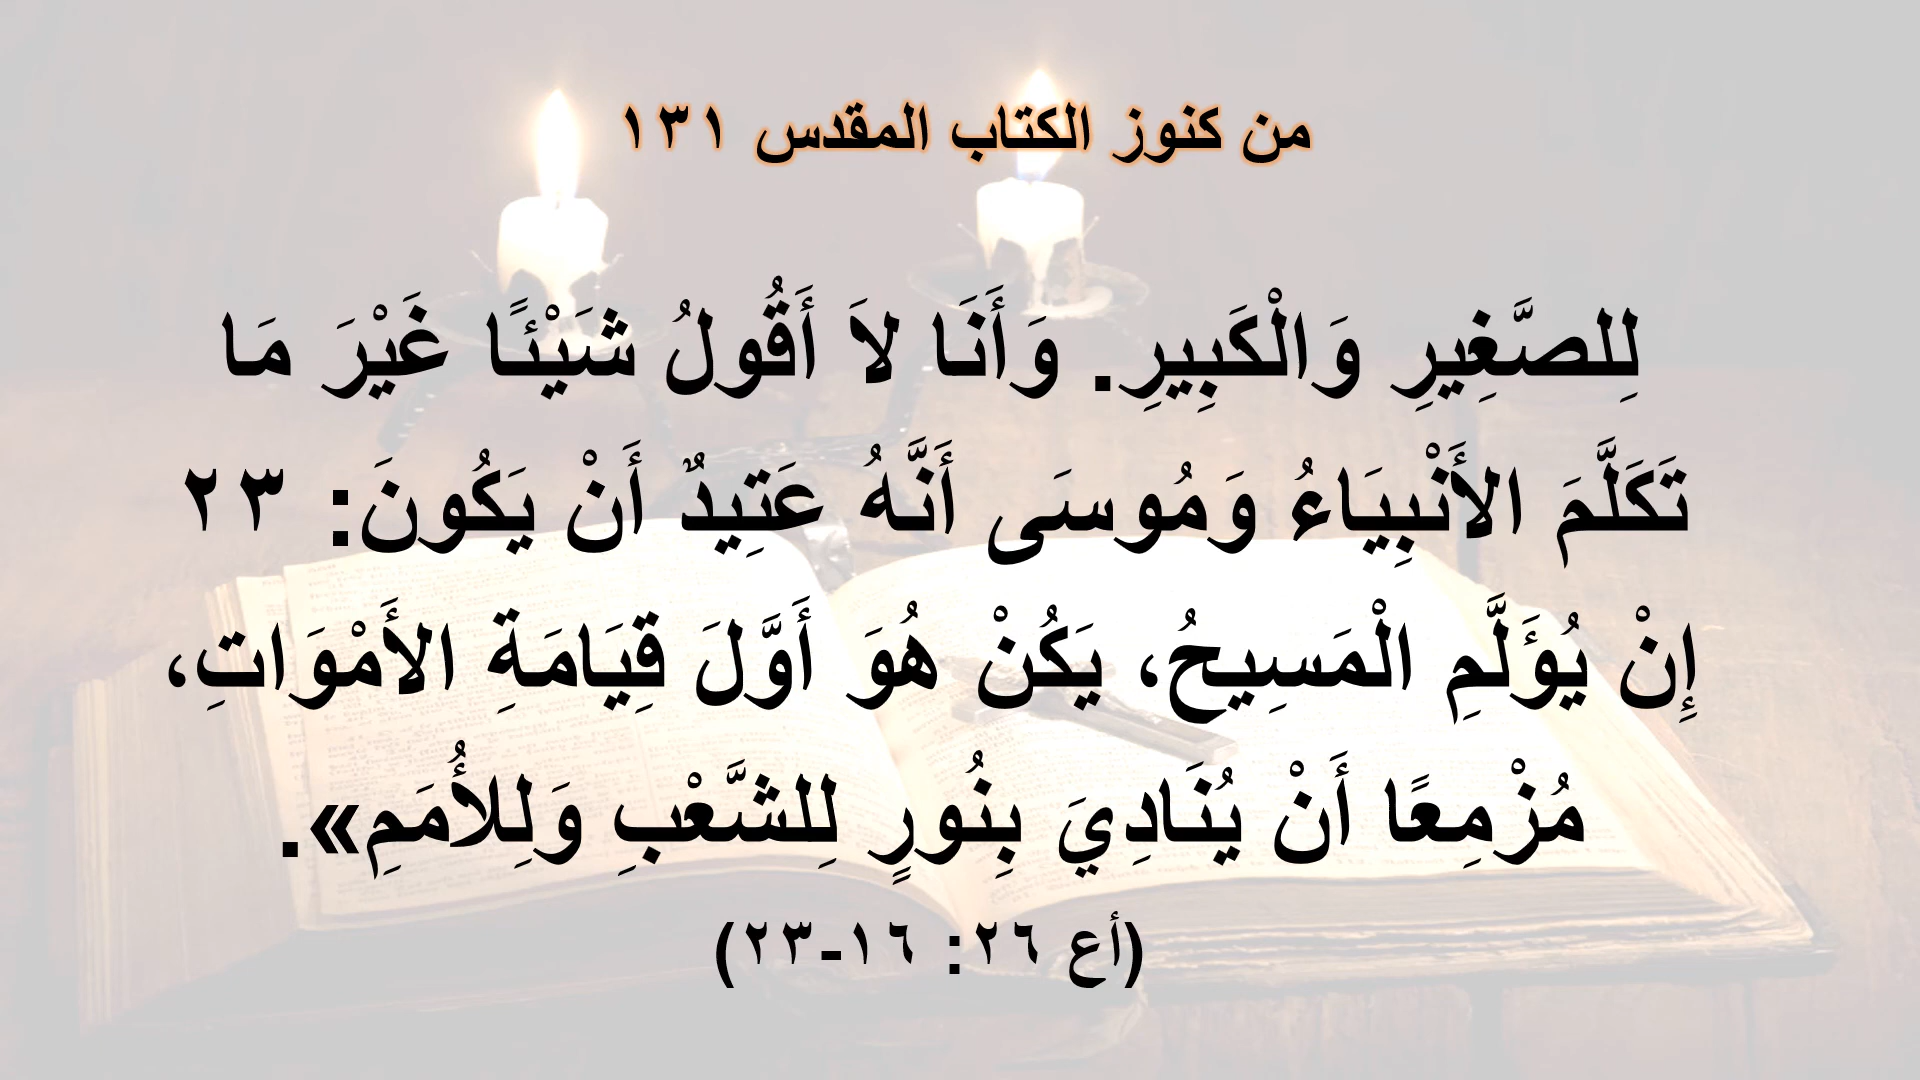 من كنوز الكتاب المقدس ١٣١
لِلصَّغِيرِ وَالْكَبِيرِ. وَأَنَا لاَ أَقُولُ شَيْئًا غَيْرَ مَا
تَكَلَّمَ الأَنْبِيَاءُ وَمُوسَى أَنَّهُ عَتِيدٌ أَنْ يَكُونَ: ٢٣
إِنْ يُؤَلَّمِ الْمَسِيحُ، يَكُنْ هُوَ أَوَّلَ قِيَامَةِ الأَمْوَاتِ،
مُزْمِعًا أَنْ يُنَادِيَ بِنُورٍ لِلشَّعْبِ وَلِلأُمَمِ».
(أع ٢٦: ١٦-٢٣)